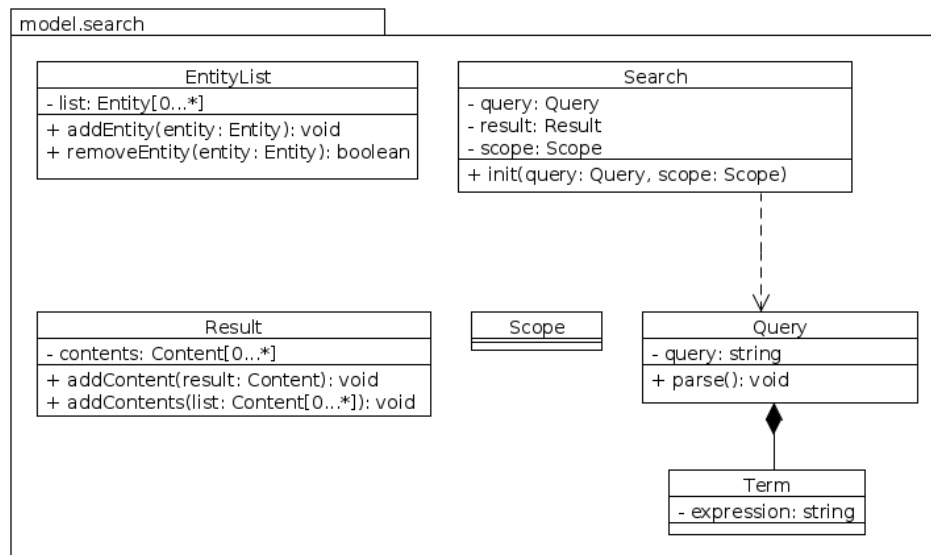 model.search
EntityList
- list: Entity[0...*]
+ addEntity(entity: Entity): void
+ removeEntity(entity: Entity): boolean
Search
- query: Query
- result: Result
- scope: Scope
+ init(query: Query, scope: Scope)
Result
- contents: Content[0...*]
+ addContent(result: Content): void
+ addContents(list: Content[0...*]): void
Scope
Query
- query: string
+ parse(): void
Term
- expression: string